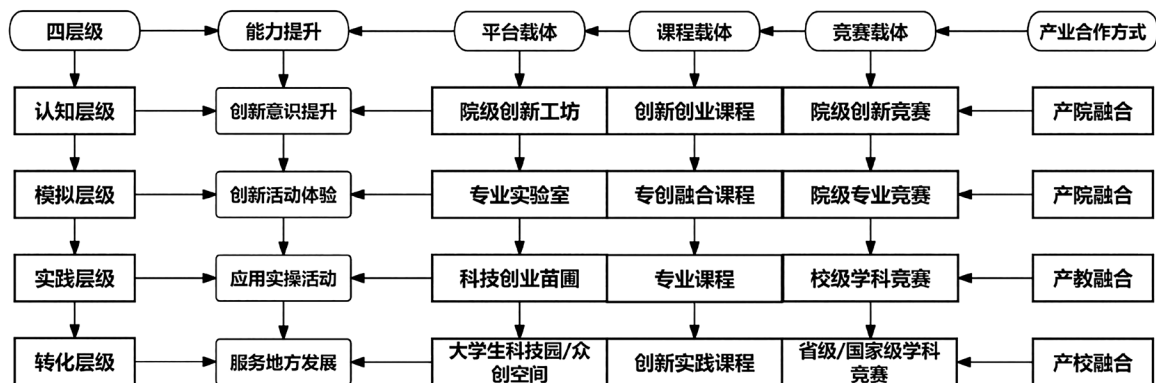 四层级
能力提升
平台载体
课程载体
竞赛载体
产业合作方式
认知层级
创新意识提升
院级创新工坊
创新创业课程
院级创新竞赛
产院融合
模拟层级
创新活动体验
专业实验室
专创融合课程
院级专业竞赛
产院融合
实践层级
应用实操活动
科技创业苗圃
专业课程
校级学科竞赛
产教融合
转化层级
服务地方发展
大学生科技园/众
创空间
创新实践课程
省级/国家级学科
竞赛
产校融合